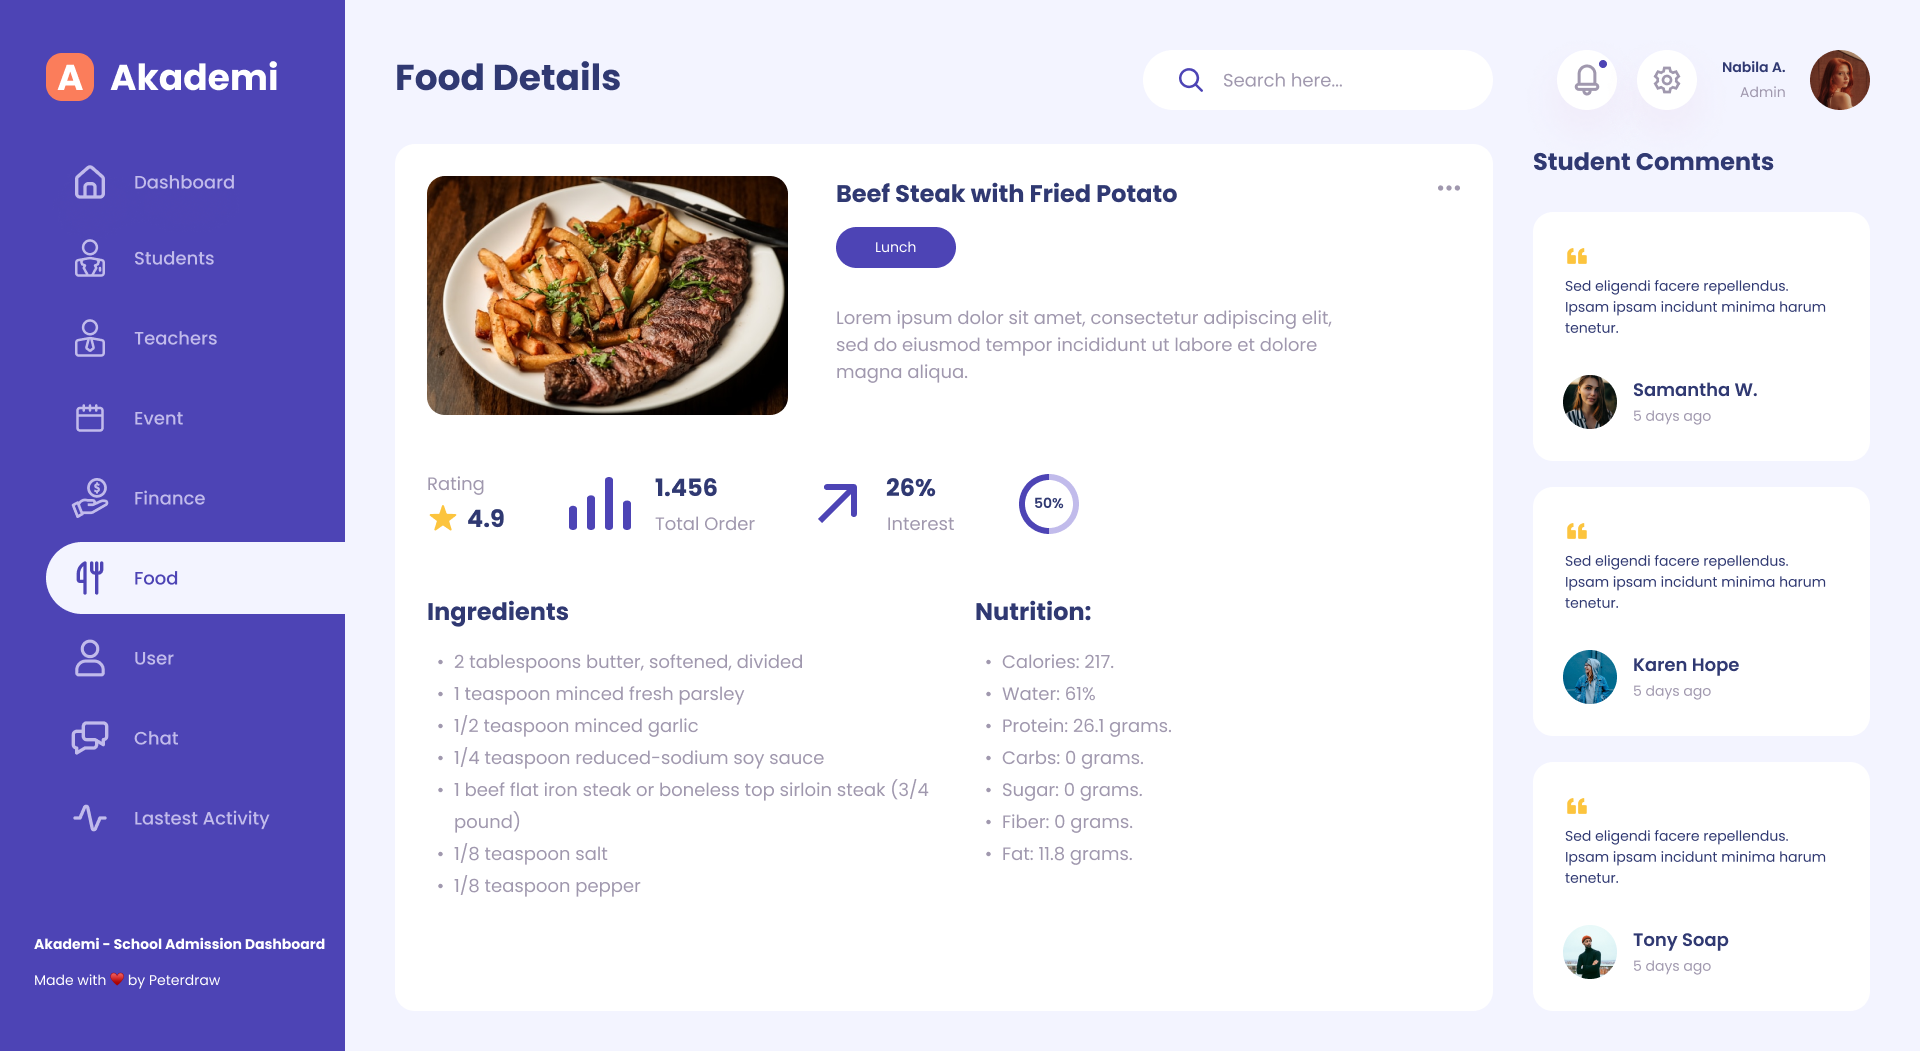 A Akademi
Dashboard
Students
Teachers
Event
Finance
Food
User
Chat
Lastest Activity
Akademi - School Admission Dashboard
Made with ❤️ by Peterdraw
Food Details
Search here...
Nabila A.
Admin
Beef Steak with Fried Potato
Lunch
Lorem ipsum dolor sit amet, consectetur adipiscing elit,
sed do eiusmod tempor incididunt ut labore et dolore
magna aliqua.
Rating
4.9
1.456
Total Order
26%
Interest
50%
Ingredients
• 2 tablespoons butter, softened, divided
• 1 teaspoon minced fresh parsley
• 1/2 teaspoon minced garlic
• 1/4 teaspoon reduced-sodium soy sauce
• 1 beef flat iron steak or boneless top sirloin steak (3/4
pound)
• 1/8 teaspoon salt
• 1/8 teaspoon pepper
Nutrition:
• Calories: 217.
• Water: 61%
• Protein: 26.1 grams.
• Carbs: 0 grams.
• Sugar: 0 grams.
• Fiber: 0 grams.
• Fat: 11.8 grams.
Student Comments
“
Sed eligendi facere repellendus.
Ipsam ipsam incidunt minima harum
tenetur.
Samantha W.
5 days ago
“
Sed eligendi facere repellendus.
Ipsam ipsam incidunt minima harum
tenetur.
Karen Hope
5 days ago
“
Sed eligendi facere repellendus.
Ipsam ipsam incidunt minima harum
tenetur.
Tony Soap
5 days ago